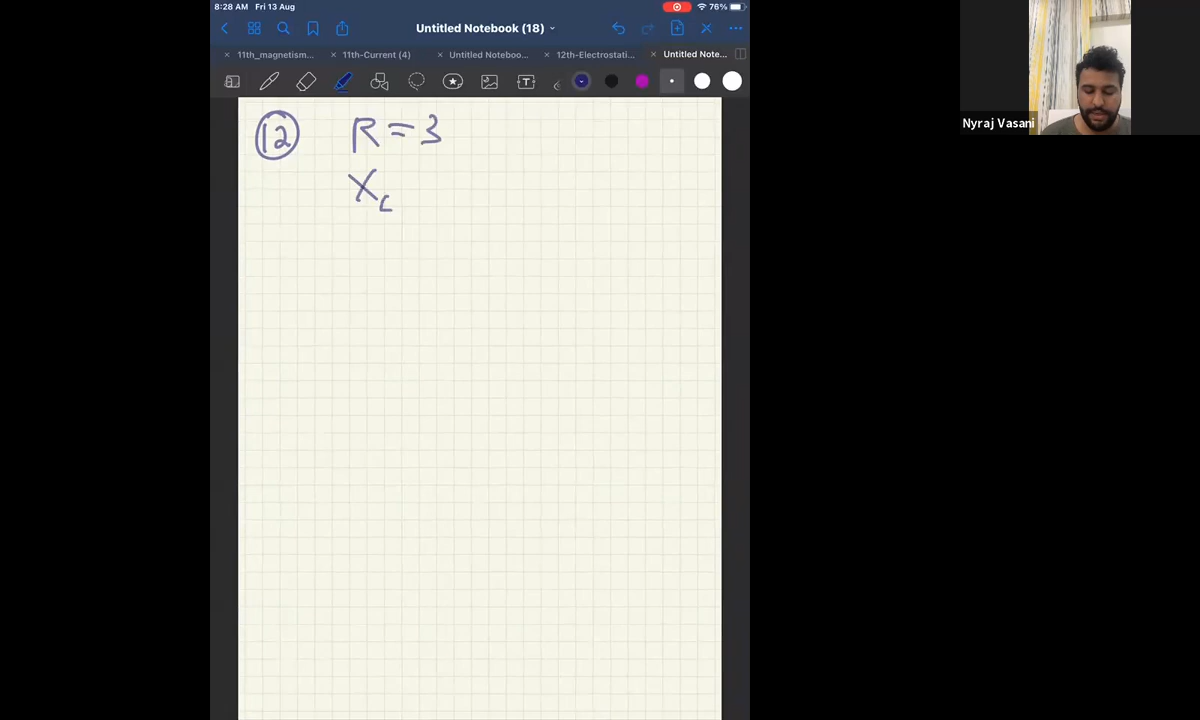 8:28 AM Fri 13 Aug
76%
Untitled Notebook (18)
11th_magnetism...
11th-Current (4)
Untitled Noteboo...
12th-Electrostati...
Untitled Note...
T
Nyraj Vasani
12 R = 3
X_L